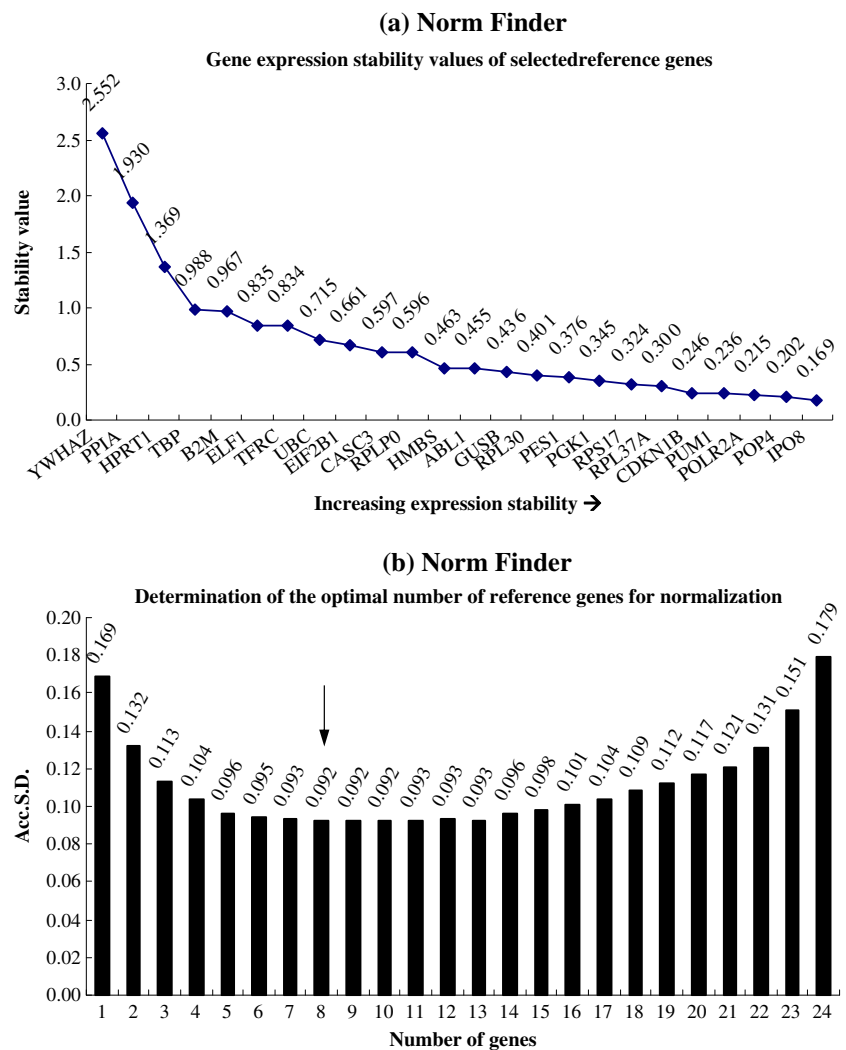 (a) Norm Finder
Gene expression stability values of selectedreference genes
Stability value
3.0
2.5
2.0
1.5
1.0
0.5
0.0
2.552
1.930
1.369
0.988
0.967
0.835
0.834
0.715
0.661
0.597
0.596
0.463
0.455
0.436
0.401
0.376
0.345
0.324
0.300
0.246
0.236
0.215
0.202
0.169
YWHAZ
PPIA
HPRT1
TBP
B2M
ELF1
TFRC
UBC
EIF2B1
CASC3
RPLP0
HMBS
ABL1
GUSB
RPL30
PES1
PGK1
RPS17
RPL37A
CDKN1B
PUM1
POLR2A
POP4
IPO8
Increasing expression stability →
(b) Norm Finder
Determination of the optimal number of reference genes for normalization
Acc.S.D.
0.20
0.18
0.16
0.14
0.12
0.10
0.08
0.06
0.04
0.02
0.00
0.169
0.132
0.113
0.104
0.096
0.095
0.093
0.092
0.092
0.092
0.093
0.093
0.093
0.096
0.098
0.101
0.104
0.109
0.112
0.117
0.121
0.131
0.151
0.179
1 2 3 4 5 6 7 8 9 10 11 12 13 14 15 16 17 18 19 20 21 22 23 24
Number of genes